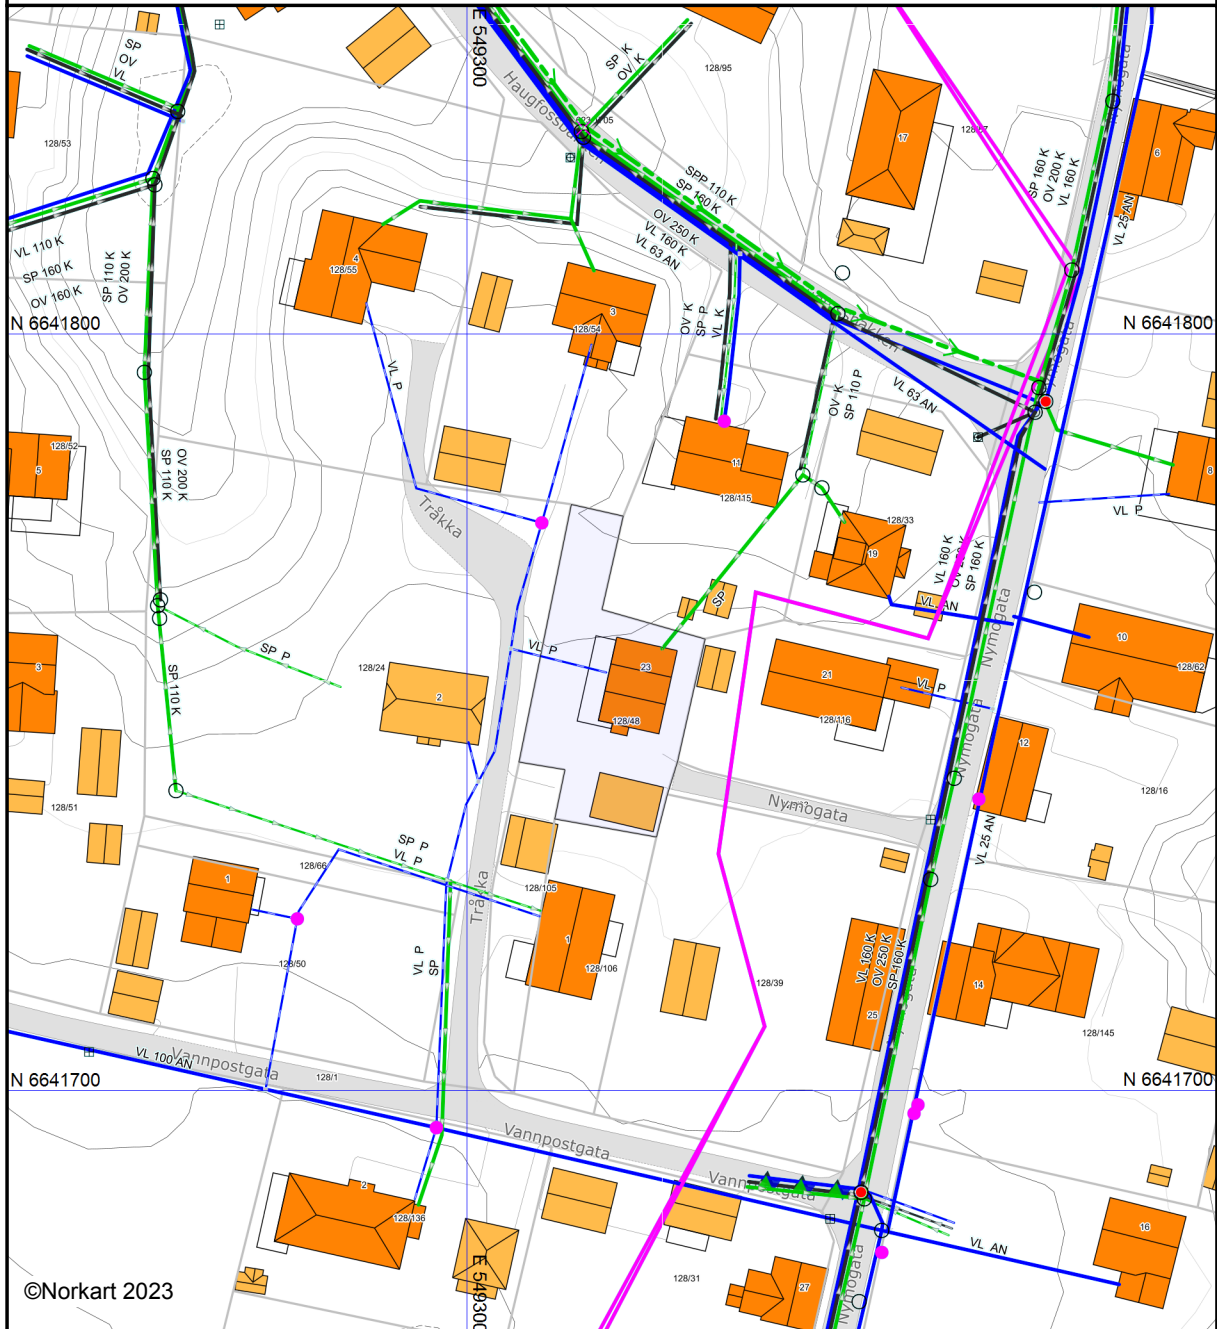 SP
OV
VL
E 549300
Haugfossbakken
SP K
OV K
128/95
128/53
17
128/57
SP 160 K
OV 200 K
VL 160 K
Nymogata
6
VL 25 AN
SPP 110 K
SP 160 K
OV 250 K
VL 160 K
VL 63 AN
VL 110 K
SP 160 K
OV 160 K
SP 110 K
OV 200 K
4
128/55
3
128/54
N 6641800
N 6641800
OV K
SP P
VL K
Nymogata
VL P
OV K
SP 110 P
VL 63 AN
5
128/52
OV 200 K
SP 110 K
11
128/115
8
VL P
Tråkka
128/33
19
VL 160 K
OV 250 K
SP 160 K
SP
VL AN
Nymogata
10
128/62
3
SP P
128/24
SP 110 K
2
VL P
23
128/48
21
128/116
VL P
Nymogata
12
128/16
128/51
Nymogata
VL 25 AN
SP P
VL P
128/66
1
128/105
Tråkka
1
128/106
VL P
SP
128/50
128/39
VL 160 K
OV 250 K
SP 160 K
25
14
128/145
VL 100 AN
Vannpostgata
128/1
N 6641700
N 6641700
Vannpostgata
Vannpostgata
2
128/136
16
VL AN
E 549300
128/31
27
Nymogata
©Norkart 2023